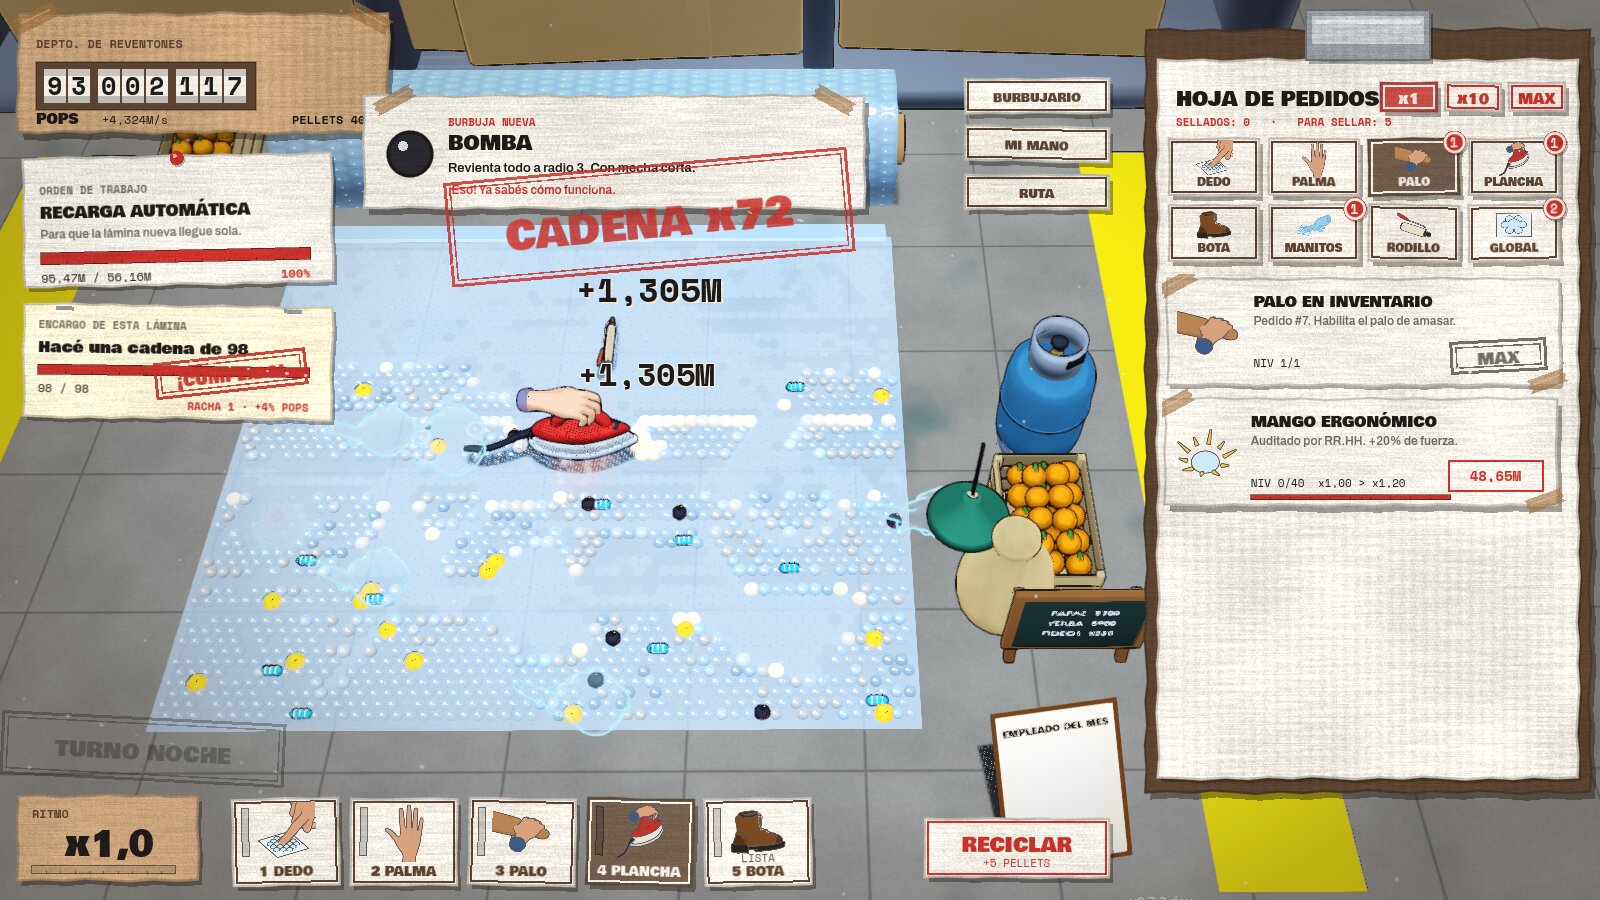 DEPTO. DE REVENTONES
93 002 117
POPS +4,324M/s PELLETS 40
ORDEN DE TRABAJO
RECARGA AUTOMÁTICA
Para que la lámina nueva llegue sola.
95,47M / 56,16M 100%
ENCARGO DE ESTA LÁMINA
Hacé una cadena de 98
98 / 98
RACHA 1 · +4% POPS
BURBUJA NUEVA
BOMBA
Revienta todo a radio 3. Con mecha corta.
¡Eso! Ya sabés cómo funciona.
CADENA x72
+1,305M
+1,305M
BURBUJARIO
MI MANO
RUTA
HOJA DE PEDIDOS x1 x10 MAX
SELLADOS: 0 · PARA SELLAR: 5
DEDO
PALMA
PALO 1
PLANCHA 1
BOTA
MANITOS 1
RODILLO
GLOBAL 2
PALO EN INVENTARIO
Pedido #7. Habilita el palo de amasar.
NIV 1/1
MAX
MANGO ERGONÓMICO
Auditado por RR.HH. +20% de fuerza.
NIV 0/40 x1,00 > x1,20
48,65M
EMPLEADO DEL MES
TURNO NOCHE
RITMO
x1,0
1 DEDO
2 PALMA
3 PALO
4 PLANCHA
LISTA
5 BOTA
RECICLAR
+5 PELLETS